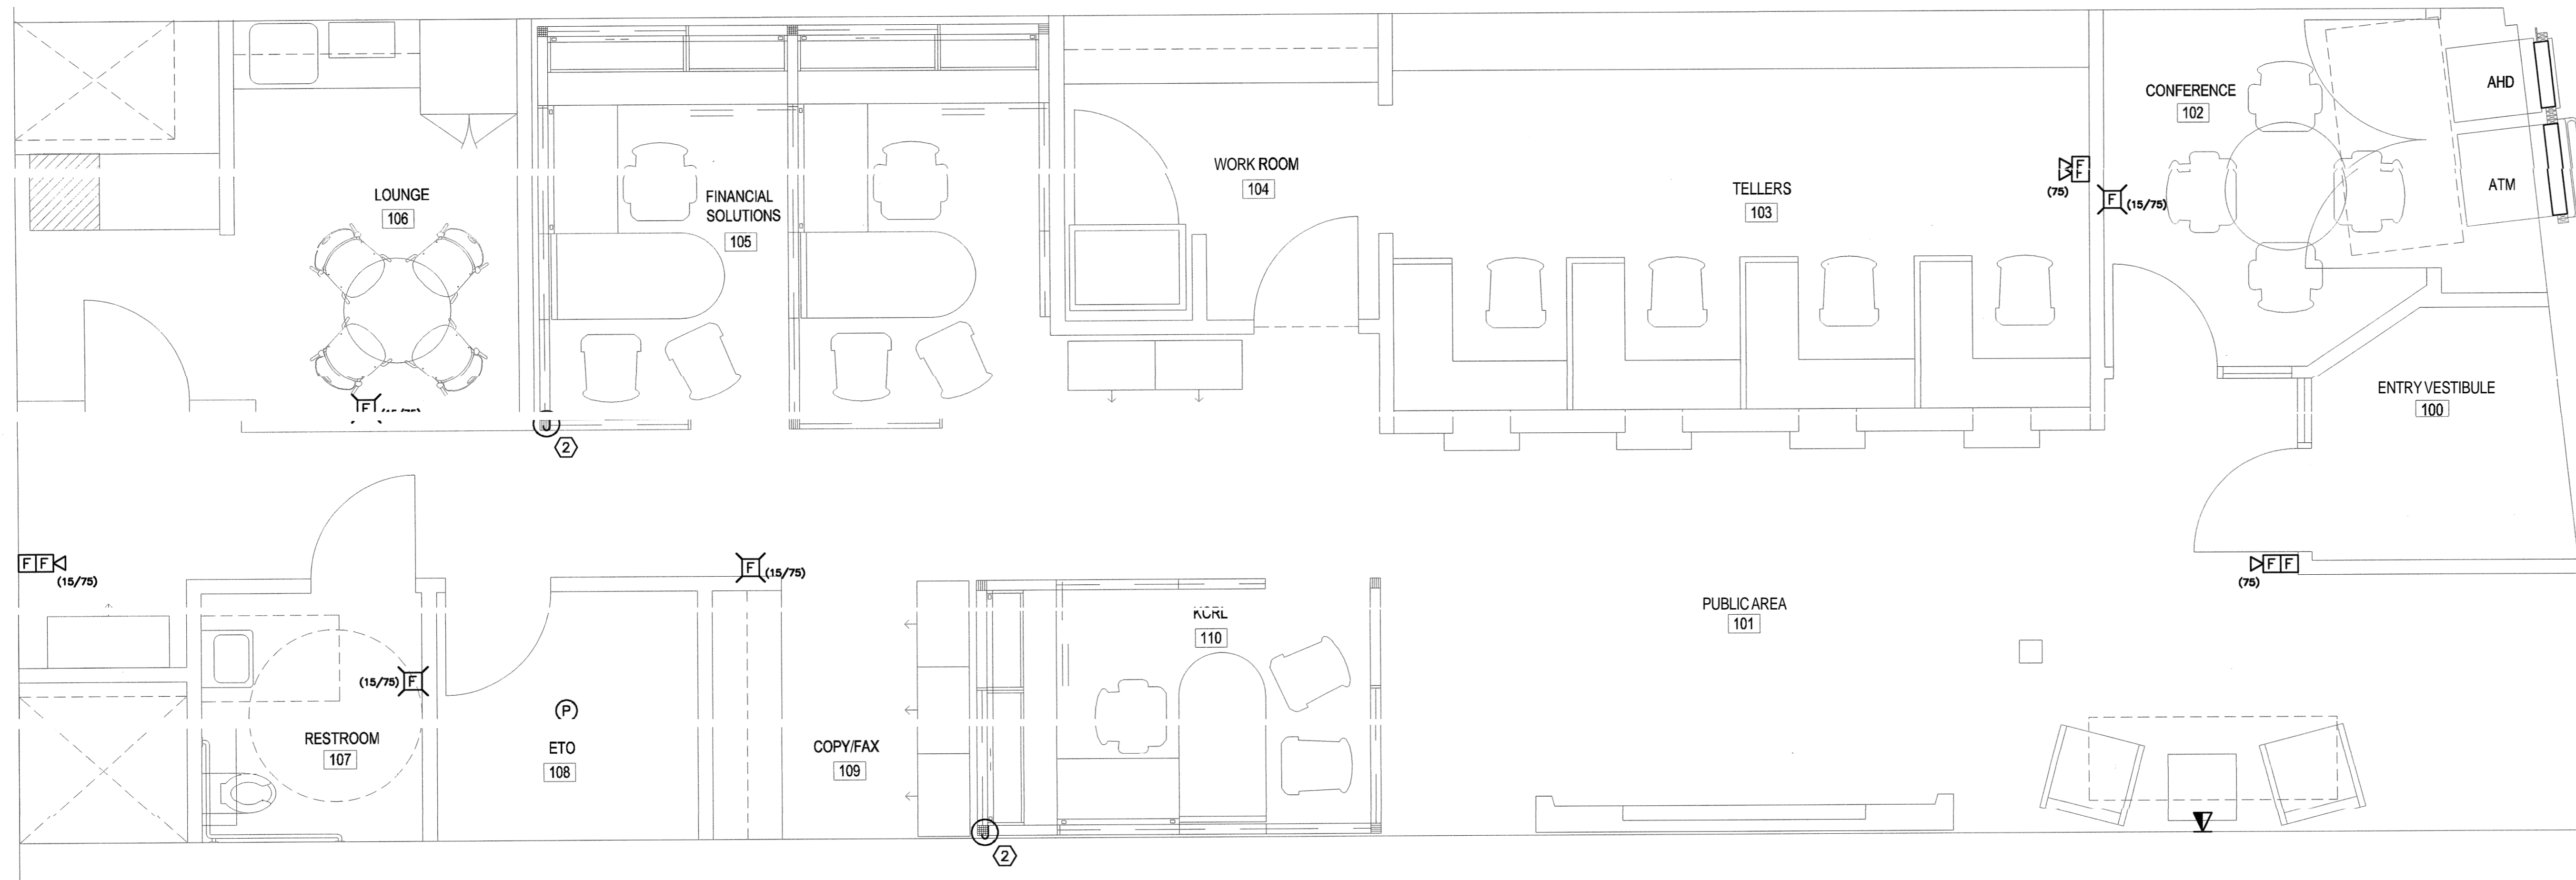 AHD
CONFERENCE
102
WORK ROOM
104
F
F
(75)
ATM
TELLERS
103
LOUNGE
106
FINANCIAL
SOLUTIONS
105
F (15/75)
ENTRY VESTIBULE
100
F
J
2
F F
(15/75)
F (15/75)
F F
(75)
PUBLIC AREA
101
KCRL
110
(15/75) F
P
RESTROOM
107
ETO
108
COPY/FAX
109
J
2